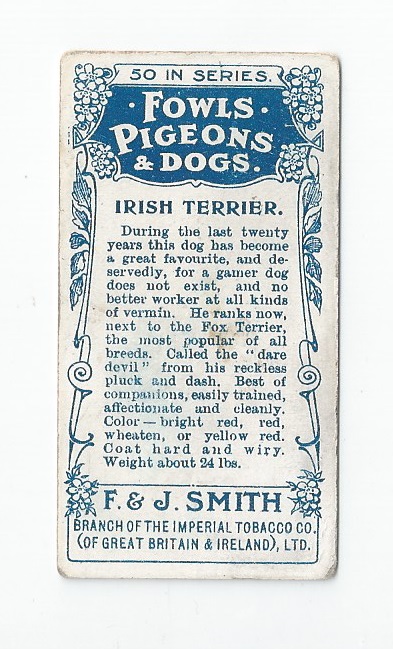 50 IN SERIES.
· FOWLS ·
PIGEONS
& DOGS.
IRISH TERRIER.
During the last twenty
years this dog has become
a great favourite, and de-
servedly, for a gamer dog
does not exist, and no
better worker at all kinds
of vermin. He ranks now,
next to the Fox Terrier,
the most popular of all
breeds. Called the "dare
devil" from his reckless
pluck and dash. Best of
companions, easily trained,
affectionate and cleanly.
Color—bright red, red,
wheaten, or yellow red.
Coat hard and wiry.
Weight about 24 lbs.
F. & J. SMITH
BRANCH OF THE IMPERIAL TOBACCO CO.
(OF GREAT BRITAIN & IRELAND), LTD.